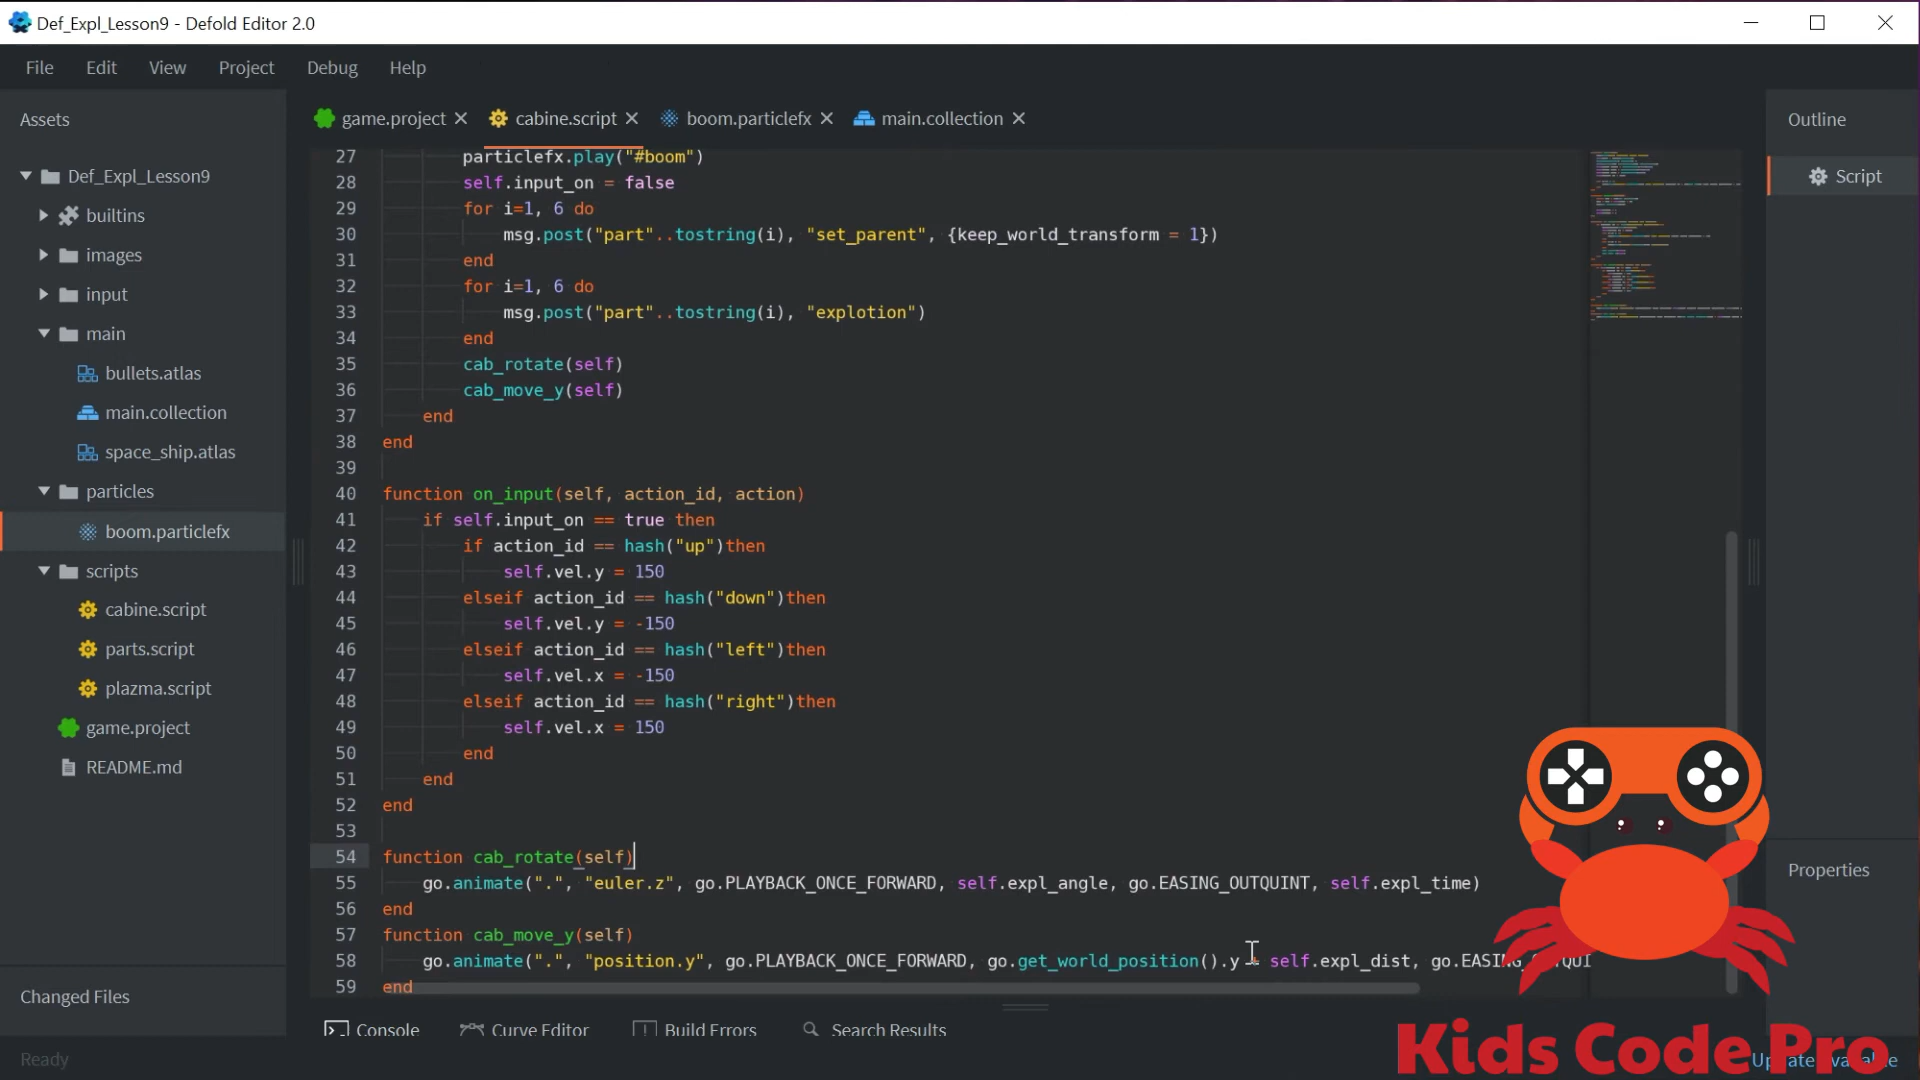 Def_Expl_Lesson9 - Defold Editor 2.0
File Edit View Project Debug Help
Assets
Def_Expl_Lesson9
builtins
images
input
main
bullets.atlas
main.collection
space_ship.atlas
particles
boom.particlefx
scripts
cabine.script
parts.script
plazma.script
game.project
README.md
Changed Files
Ready
game.project cabine.script boom.particlefx main.collection
27 particlefx.play("#boom")
28 self.input_on = false
29 for i=1, 6 do
30 msg.post("part"..tostring(i), "set_parent", {keep_world_transform = 1})
31 end
32 for i=1, 6 do
33 msg.post("part"..tostring(i), "explotion")
34 end
35 cab_rotate(self)
36 cab_move_y(self)
37 end
38 end
39
40 function on_input(self, action_id, action)
41 if self.input_on == true then
42 if action_id == hash("up")then
43 self.vel.y = 150
44 elseif action_id == hash("down")then
45 self.vel.y = -150
46 elseif action_id == hash("left")then
47 self.vel.x = -150
48 elseif action_id == hash("right")then
49 self.vel.x = 150
50 end
51 end
52 end
53
54 function cab_rotate(self)
55 go.animate(".", "euler.z", go.PLAYBACK_ONCE_FORWARD, self.expl_angle, go.EASING_OUTQUINT, self.expl_time)
56 end
57 function cab_move_y(self)
58 go.animate(".", "position.y", go.PLAYBACK_ONCE_FORWARD, go.get_world_position().y + self.expl_dist, go.EASING_OUTQUI
59 end
Console Curve Editor Build Errors Search Results
Outline
Script
Properties
Kids Code Pro
Update available